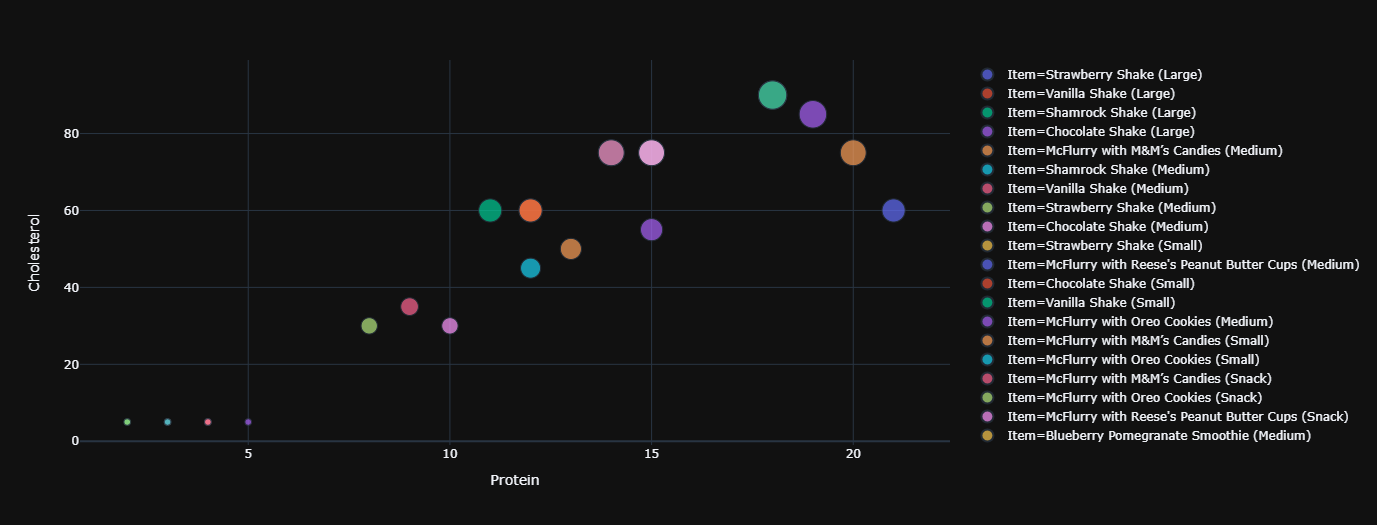 80
60
40
20
0
Cholesterol
5 10 15 20
Protein
Item=Strawberry Shake (Large)
Item=Vanilla Shake (Large)
Item=Shamrock Shake (Large)
Item=Chocolate Shake (Large)
Item=McFlurry with M&M’s Candies (Medium)
Item=Shamrock Shake (Medium)
Item=Vanilla Shake (Medium)
Item=Strawberry Shake (Medium)
Item=Chocolate Shake (Medium)
Item=Strawberry Shake (Small)
Item=McFlurry with Reese's Peanut Butter Cups (Medium)
Item=Chocolate Shake (Small)
Item=Vanilla Shake (Small)
Item=McFlurry with Oreo Cookies (Medium)
Item=McFlurry with M&M’s Candies (Small)
Item=McFlurry with Oreo Cookies (Small)
Item=McFlurry with M&M’s Candies (Snack)
Item=McFlurry with Oreo Cookies (Snack)
Item=McFlurry with Reese's Peanut Butter Cups (Snack)
Item=Blueberry Pomegranate Smoothie (Medium)